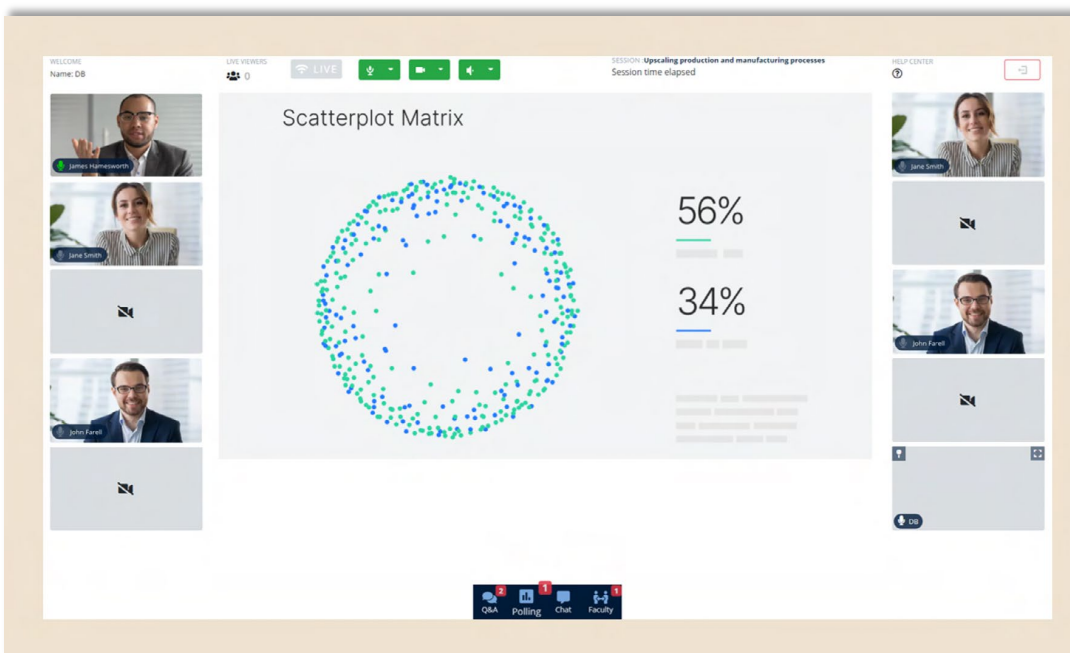 WELCOME
Name: DB
LIVE VIEWERS
0
LIVE
SESSION : Upscaling production and manufacturing processes
Session time elapsed
HELP CENTER
James Hamesworth
Jane Smith
John Farell
Scatterplot Matrix
56%
34%
Jane Smith
John Farell
DB
2
Q&A
1
Polling
Chat
1
Faculty